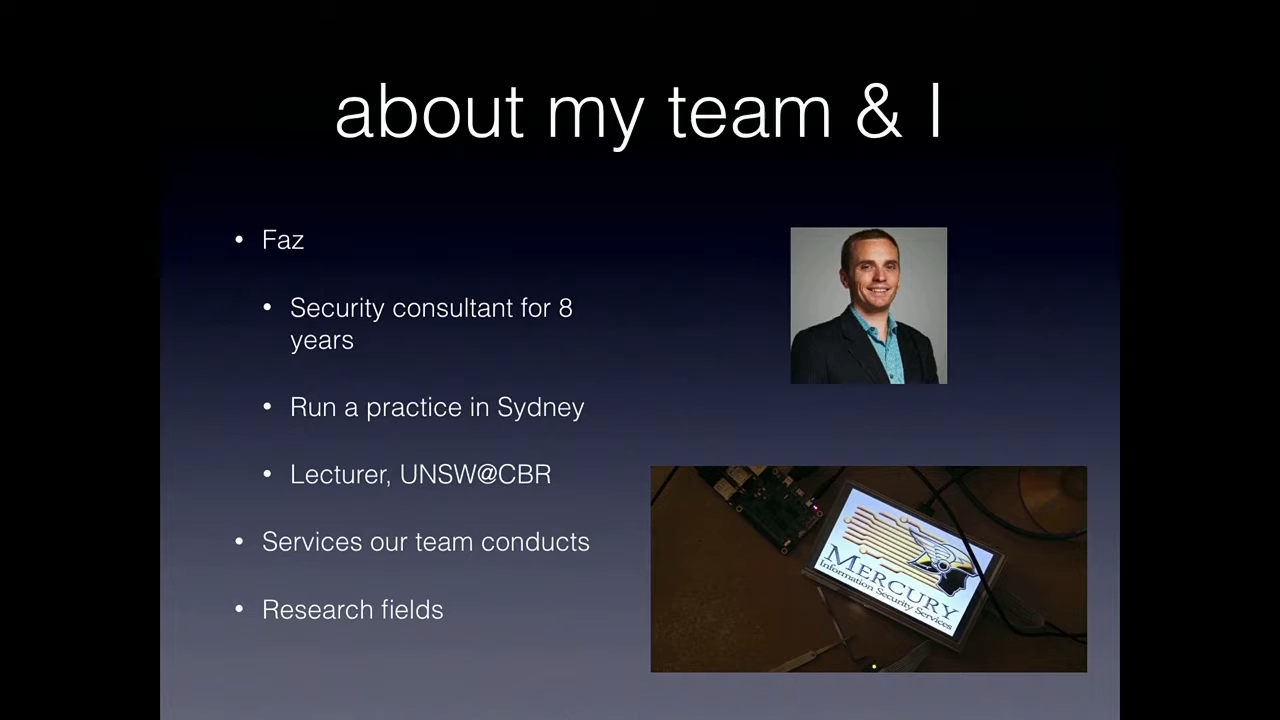 about my team & I
• Faz
• Security consultant for 8
years
• Run a practice in Sydney
• Lecturer, UNSW@CBR
• Services our team conducts
• Research fields
MERCURY
Information Security Services